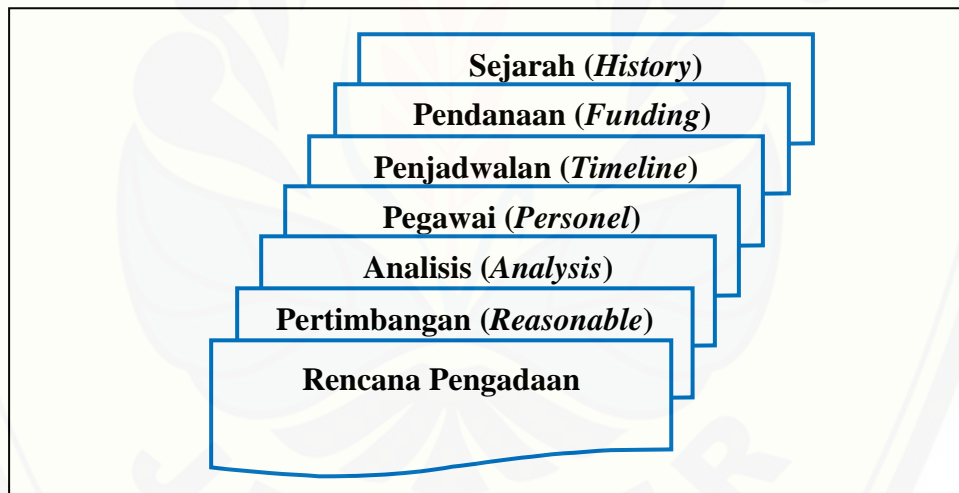 Sejarah (History)
Pendanaan (Funding)
Penjadwalan (Timeline)
Pegawai (Personel)
Analisis (Analysis)
Pertimbangan (Reasonable)
Rencana Pengadaan